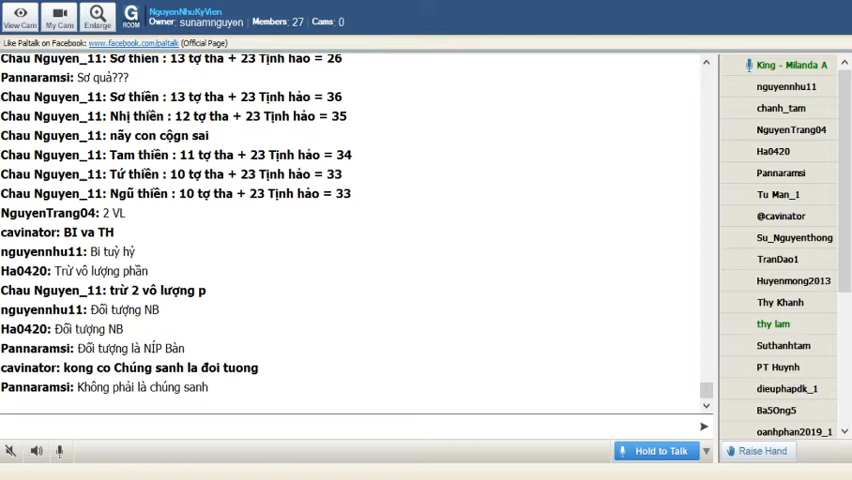 View Cam
My Cam
Enlarge
G
ROOM
NguyenNhuKyVien
Owner: sunamnguyen Members: 27 Cams: 0
Like Paltalk on Facebook: www.facebook.com/paltalk (Official Page)
Chau Nguyen_11: Sơ thiền : 13 tợ tha + 23 Tịnh hảo = 26
Pannaramsi: Sơ quả???
Chau Nguyen_11: Sơ thiền : 13 tợ tha + 23 Tịnh hảo = 36
Chau Nguyen_11: Nhị thiền : 12 tợ tha + 23 Tịnh hảo = 35
Chau Nguyen_11: nãy con cộgn sai
Chau Nguyen_11: Tam thiền : 11 tợ tha + 23 Tịnh hảo = 34
Chau Nguyen_11: Tứ thiền : 10 tợ tha + 23 Tịnh hảo = 33
Chau Nguyen_11: Ngũ thiền : 10 tợ tha + 23 Tịnh hảo = 33
NguyenTrang04: 2 VL
cavinator: BI va TH
nguyennhu11: Bi tuỳ hỷ
Ha0420: Trừ vô lượng phần
Chau Nguyen_11: trừ 2 vô lượng p
nguyennhu11: Đối tượng NB
Ha0420: Đối tượng NB
Pannaramsi: Đối tượng là NÍP Bàn
cavinator: kong co Chúng sanh la đoi tuong
Pannaramsi: Không phải là chúng sanh
Hold to Talk
King - Milanda A
nguyennhu11
chanh_tam
NguyenTrang04
Ha0420
Pannaramsi
Tu Man_1
@cavinator
Su_Nguyenthong
TranDao1
Huyenmong2013
Thy Khanh
thy lam
Suthanhtam
PT Huynh
dieuphapdk_1
Ba5Ong5
oanhphan2019_1
Raise Hand